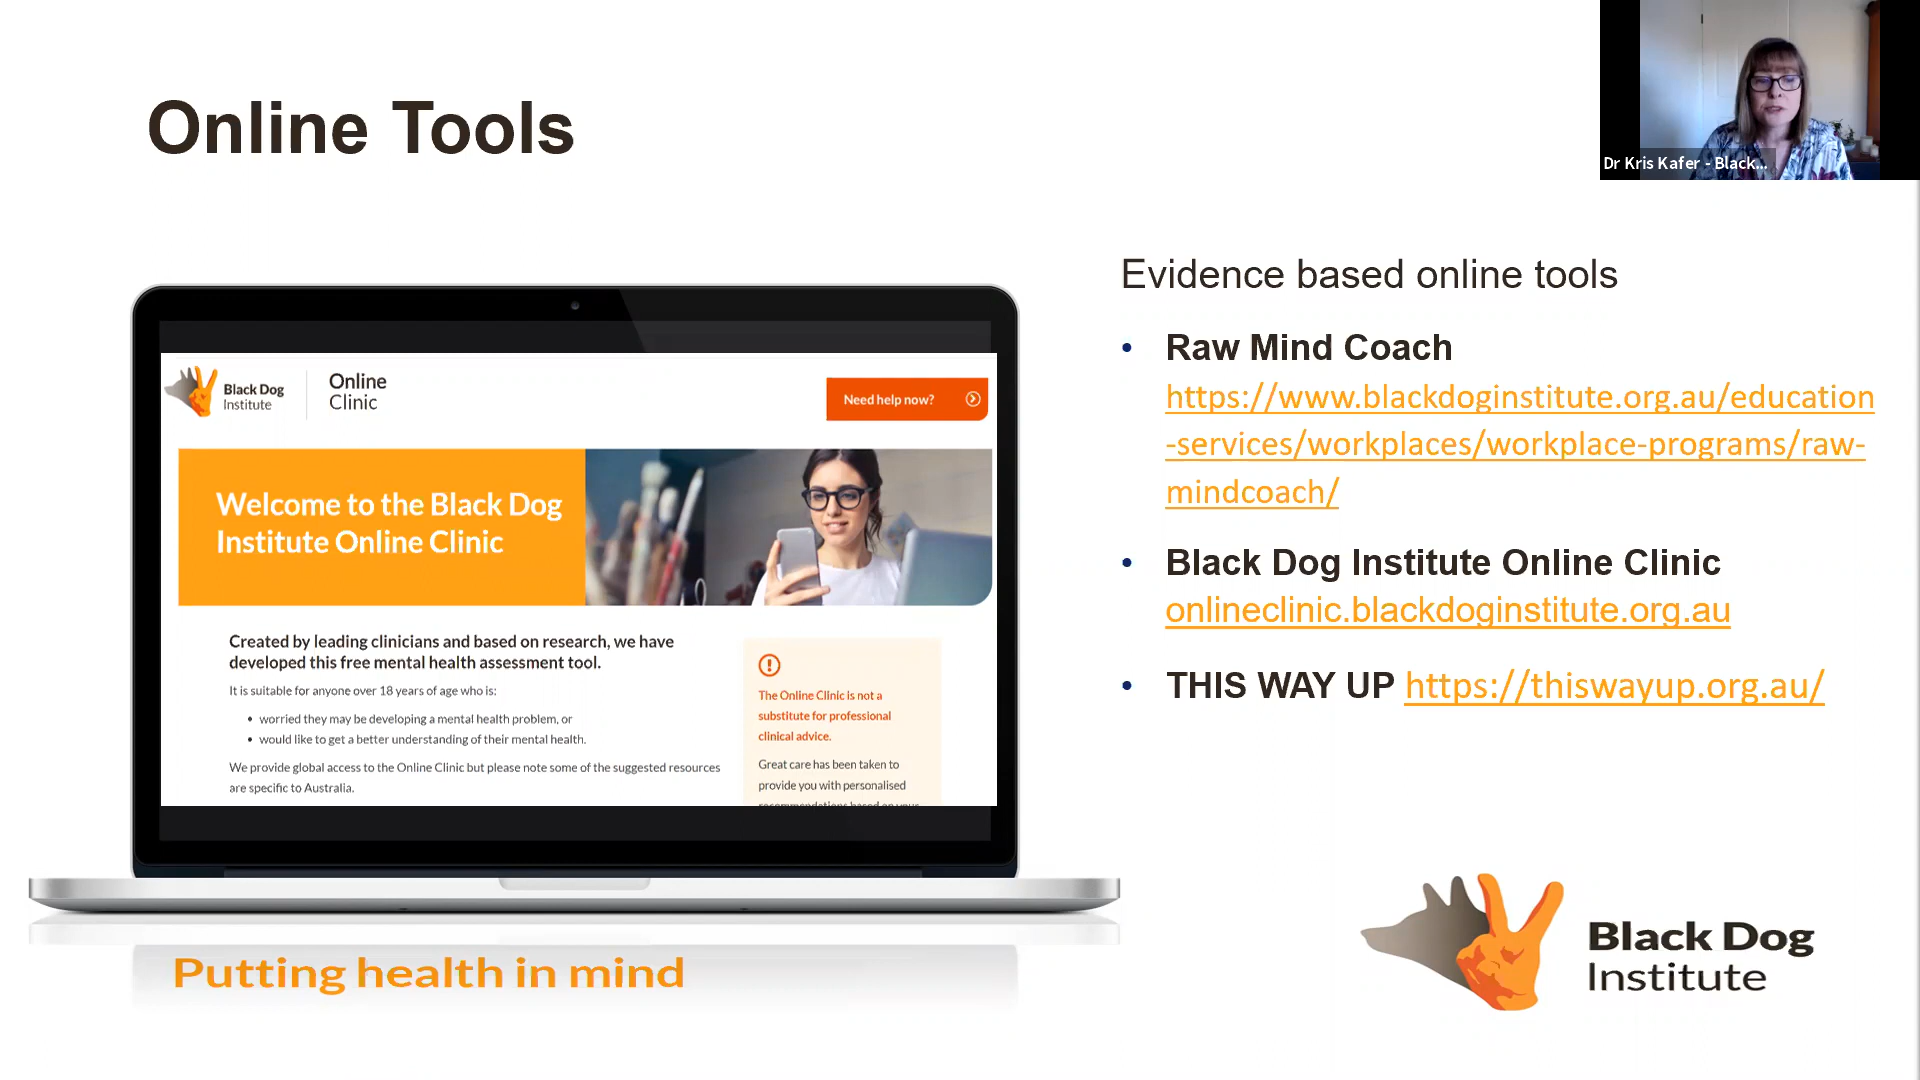 Online Tools
Dr Kris Kafer - Black...
Evidence based online tools
• Raw Mind Coach
https://www.blackdoginstitute.org.au/education
-services/workplaces/workplace-programs/raw-
mindcoach/
• Black Dog Institute Online Clinic
onlineclinic.blackdoginstitute.org.au
• THIS WAY UP https://thiswayup.org.au/
Black Dog
Institute
Online
Clinic
Need help now?
Welcome to the Black Dog
Institute Online Clinic
Created by leading clinicians and based on research, we have
developed this free mental health assessment tool.
It is suitable for anyone over 18 years of age who is:
• worried they may be developing a mental health problem, or
• would like to get a better understanding of their mental health.
We provide global access to the Online Clinic but please note some of the suggested resources
are specific to Australia.
The Online Clinic is not a
substitute for professional
clinical advice.
Great care has been taken to
provide you with personalised
recommendations based on your
Putting health in mind
Black Dog
Institute